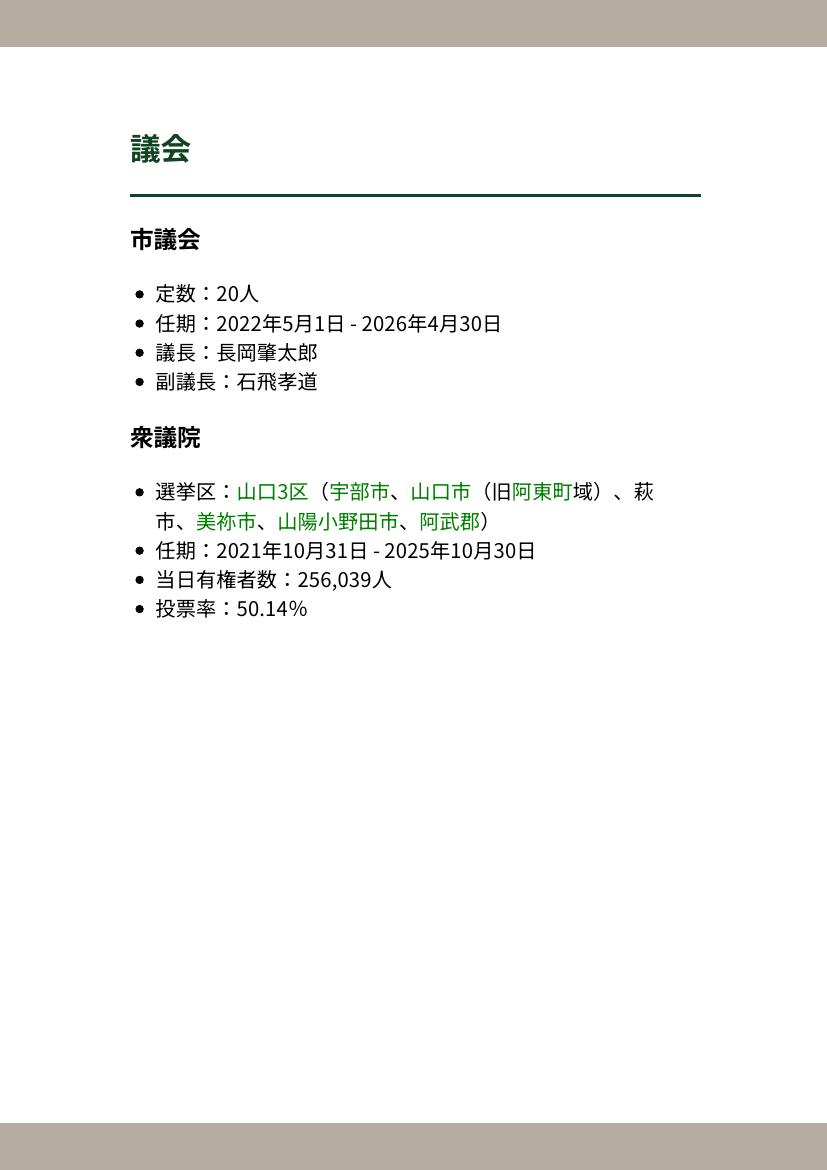 議会
市議会
定数：20人
任期：2022年5月1日 - 2026年4月30日
議長：長岡肇太郎
副議長：石飛孝道
衆議院
選挙区：山口3区（宇部市、山口市（旧阿東町域）、萩
市、美祢市、山陽小野田市、阿武郡）
任期：2021年10月31日 - 2025年10月30日
当日有権者数：256,039人
投票率：50.14％